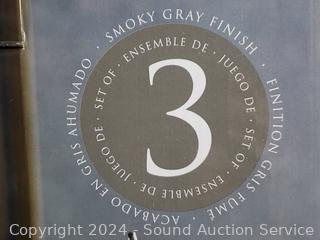 SMOKY GRAY FINISH · FINITION GRIS FUMÉ · ACABADO EN GRIS AHUMADO ·
SET OF · ENSEMBLE DE · JUEGO DE · SET OF · ENSEMBLE DE · JUEGO DE ·
3
Copyright 2024 - Sound Auction Service